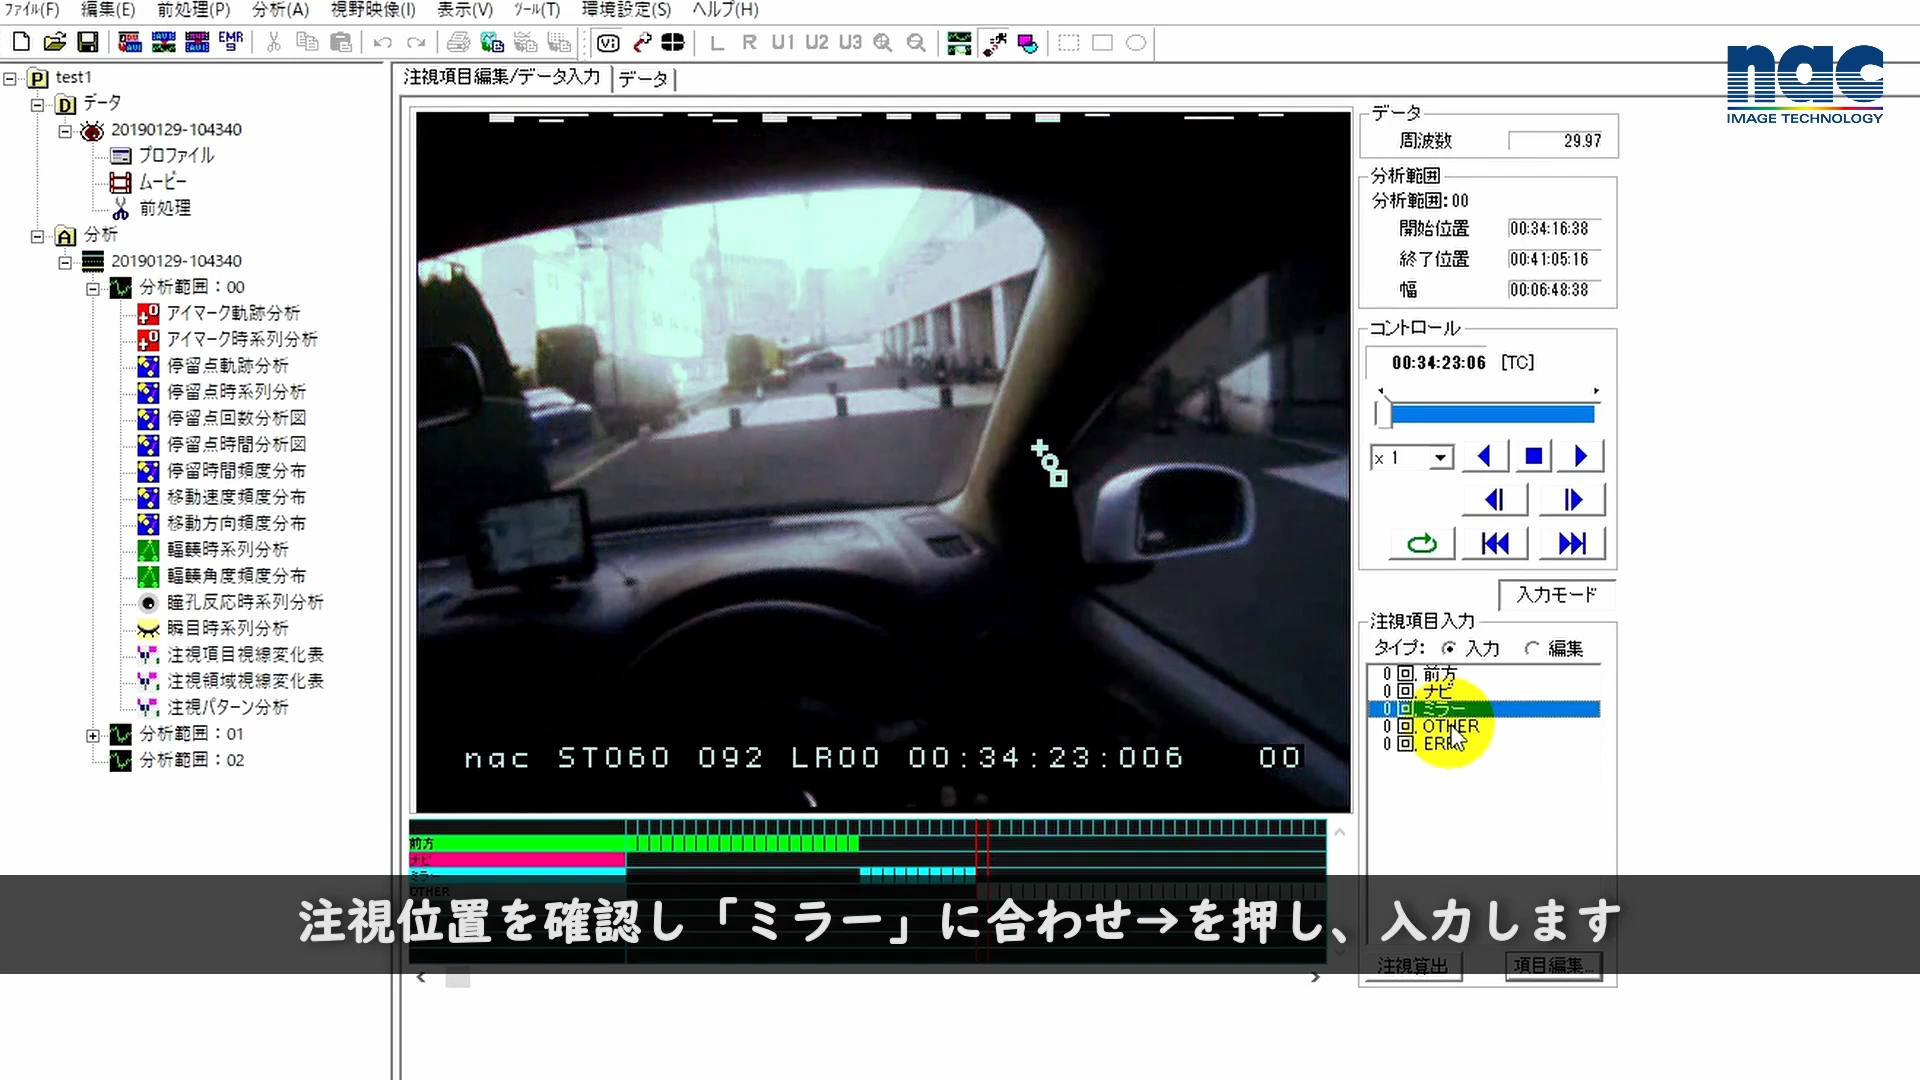 ファイル(F) 編集(E) 前処理(P) 分析(A) 視野映像(I) 表示(V) ツール(T) 環境設定(S) ヘルプ(H)
EMR 9 L R U1 U2 U3
nac
IMAGE TECHNOLOGY
P test1
D データ
20190129-104340
プロファイル
ムービー
前処理
A 分析
20190129-104340
分析範囲：00
アイマーク軌跡分析
アイマーク時系列分析
停留点軌跡分析
停留点時系列分析
停留点回数分析図
停留点時間分析図
停留時間頻度分布
移動速度頻度分布
移動方向頻度分布
輻輳時系列分析
輻輳角度頻度分布
瞳孔反応時系列分析
瞬目時系列分析
注視項目視線変化表
注視領域視線変化表
注視パターン分析
分析範囲：01
分析範囲：02
注視項目編集/データ入力 データ
nac ST060 092 LR00 00:34:23:006 00
前方
ナビ
ミラー
OTHER
データ
周波数 29.97
分析範囲
分析範囲:00
開始位置 00:34:16:38
終了位置 00:41:05:16
幅 00:06:48:38
コントロール
00:34:23:06 [TC]
x 1
入力モード
注視項目入力
タイプ: 入力 編集
0 回. 前方
0 回. ナビ
0 回. ミラー
0 回. OTHER
0 回. ERR
注視算出 項目編集...
注視位置を確認し「ミラー」に合わせ→を押し、入力します